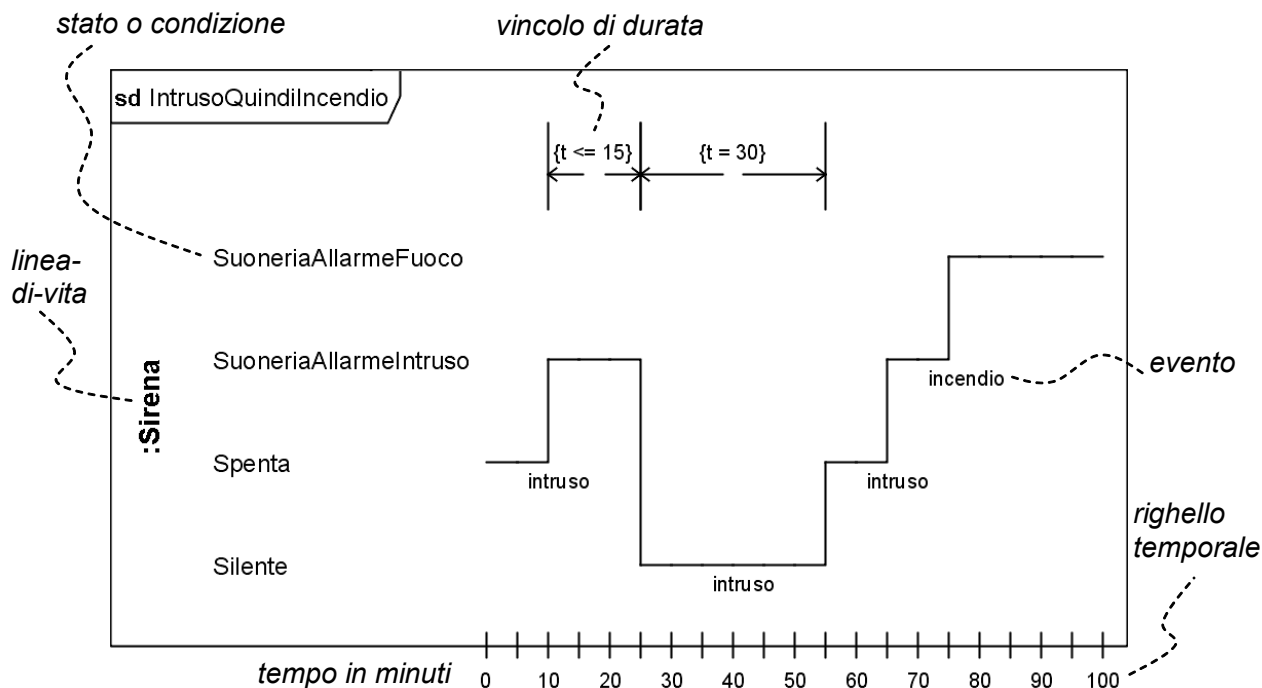 stato o condizione
vincolo di durata
sd IntrusoQuindiIncendio
{t <= 15}
{t = 30}
SuoneriaAllarmeFuoco
linea-
di-vita
SuoneriaAllarmeIntruso
incendio
evento
:Sirena
Spenta
intruso
intruso
righello
temporale
Silente
intruso
tempo in minuti
0 10 20 30 40 50 60 70 80 90 100